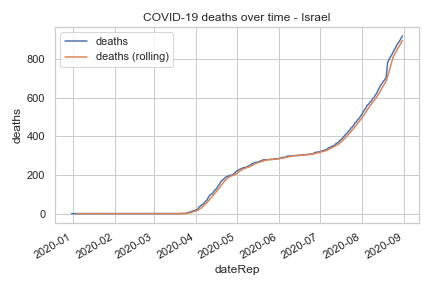 COVID-19 deaths over time - Israel
deaths
deaths (rolling)
deaths
800
600
400
200
0
2020-01
2020-02
2020-03
2020-04
2020-05
2020-06
2020-07
2020-08
2020-09
dateRep